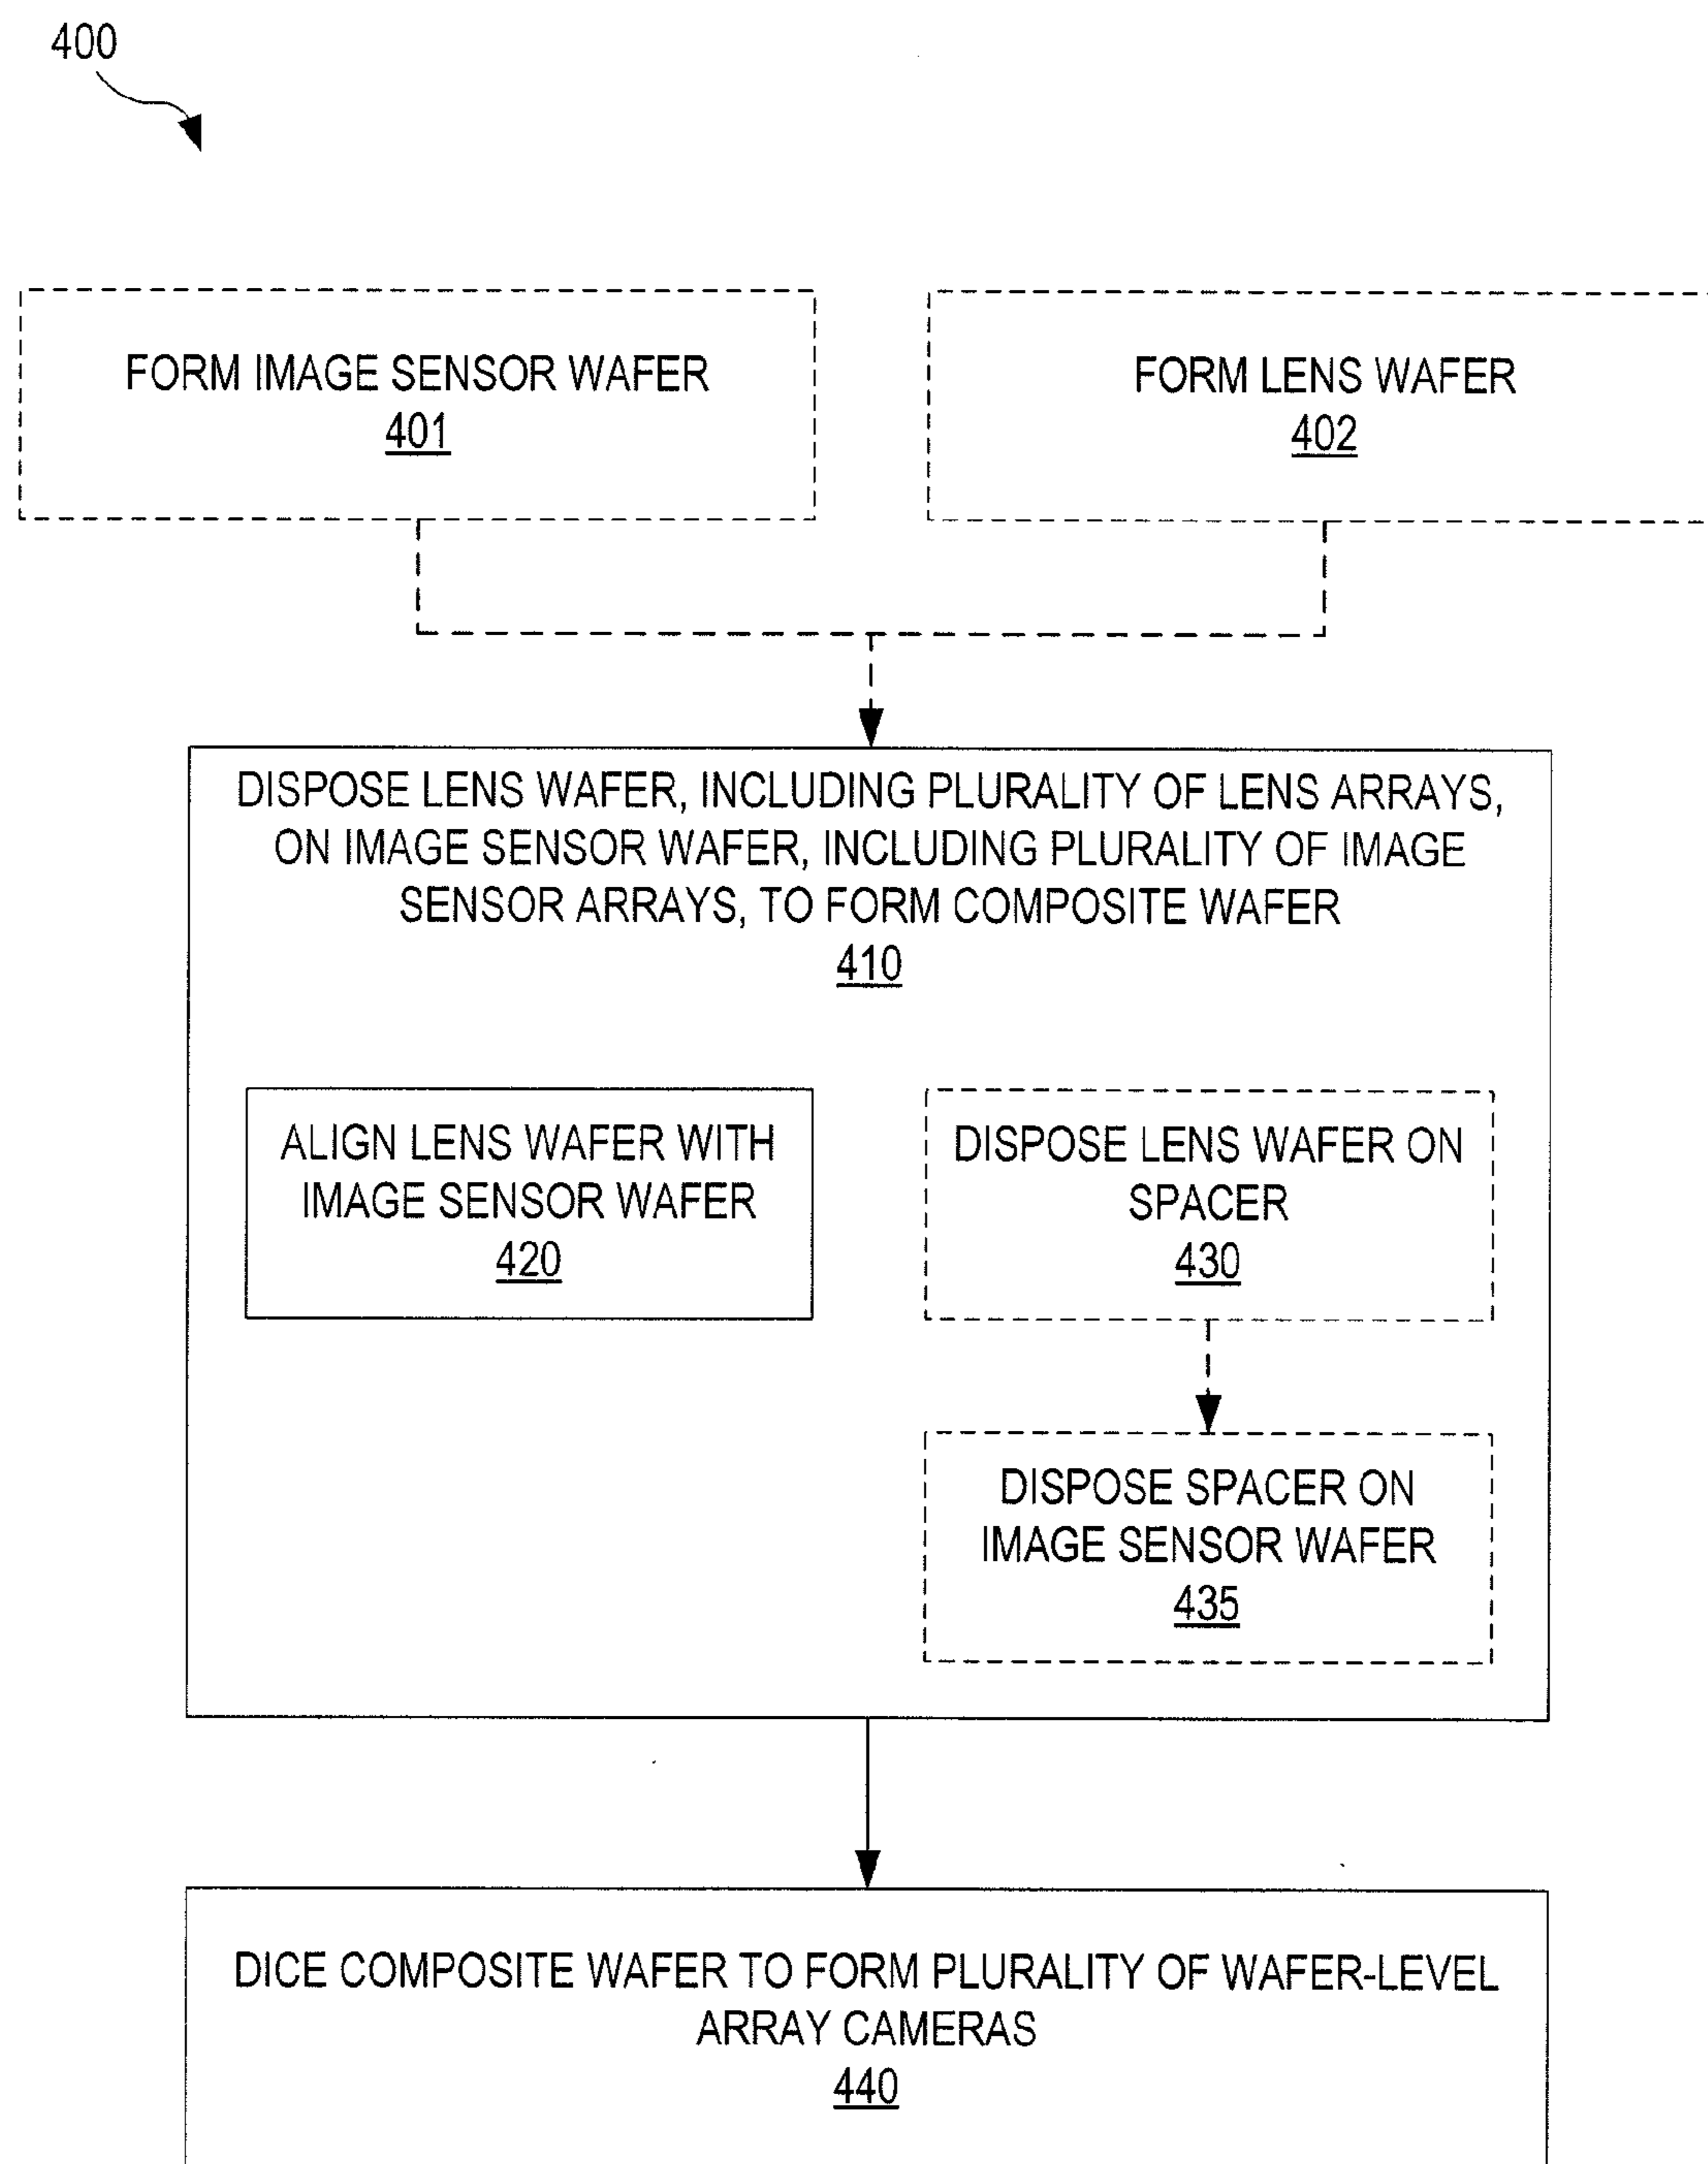 400
FORM IMAGE SENSOR WAFER
401
FORM LENS WAFER
402
DISPOSE LENS WAFER, INCLUDING PLURALITY OF LENS ARRAYS,
ON IMAGE SENSOR WAFER, INCLUDING PLURALITY OF IMAGE
SENSOR ARRAYS, TO FORM COMPOSITE WAFER
410
ALIGN LENS WAFER WITH
IMAGE SENSOR WAFER
420
DISPOSE LENS WAFER ON
SPACER
430
DISPOSE SPACER ON
IMAGE SENSOR WAFER
435
DICE COMPOSITE WAFER TO FORM PLURALITY OF WAFER-LEVEL
ARRAY CAMERAS
440